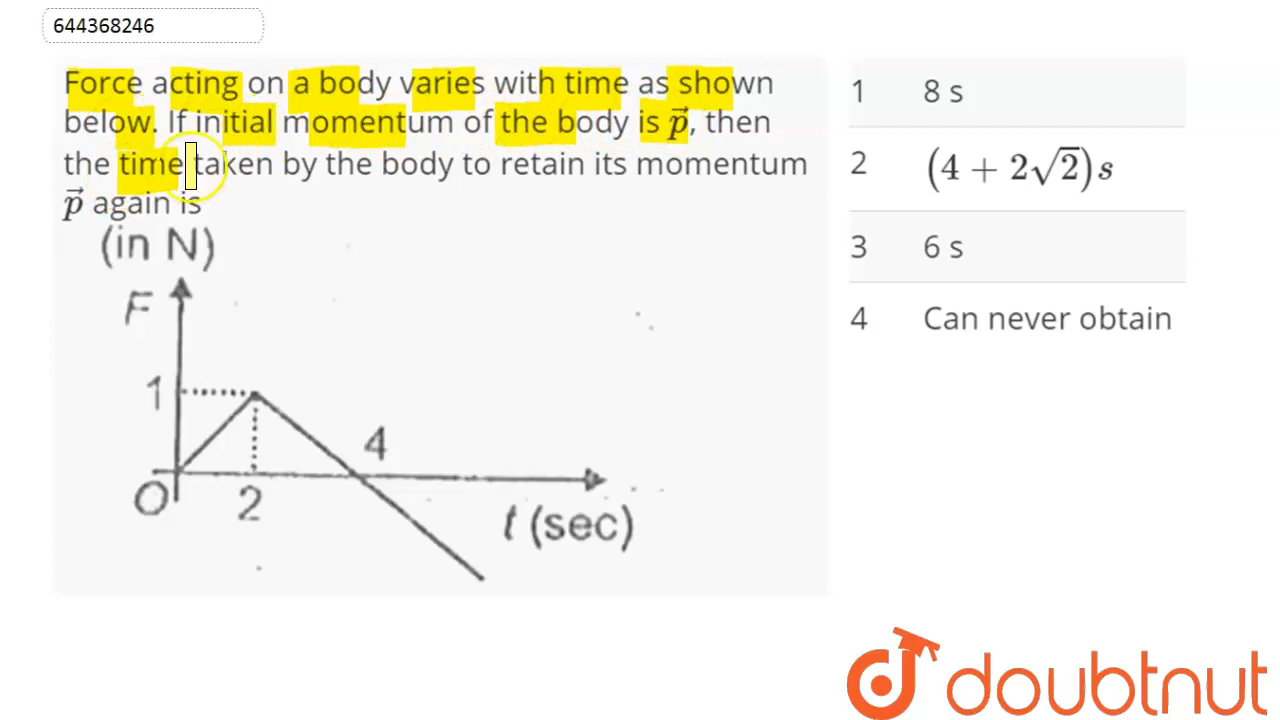 644368246
Force acting on a body varies with time as shown
below. If initial momentum of the body is p⃗, then
the time taken by the body to retain its momentum
p⃗ again is
(in N)
F
1
4
O
2
t (sec)
1 8 s
2 (4 + 2√2)s
3 6 s
4 Can never obtain
doubtnut